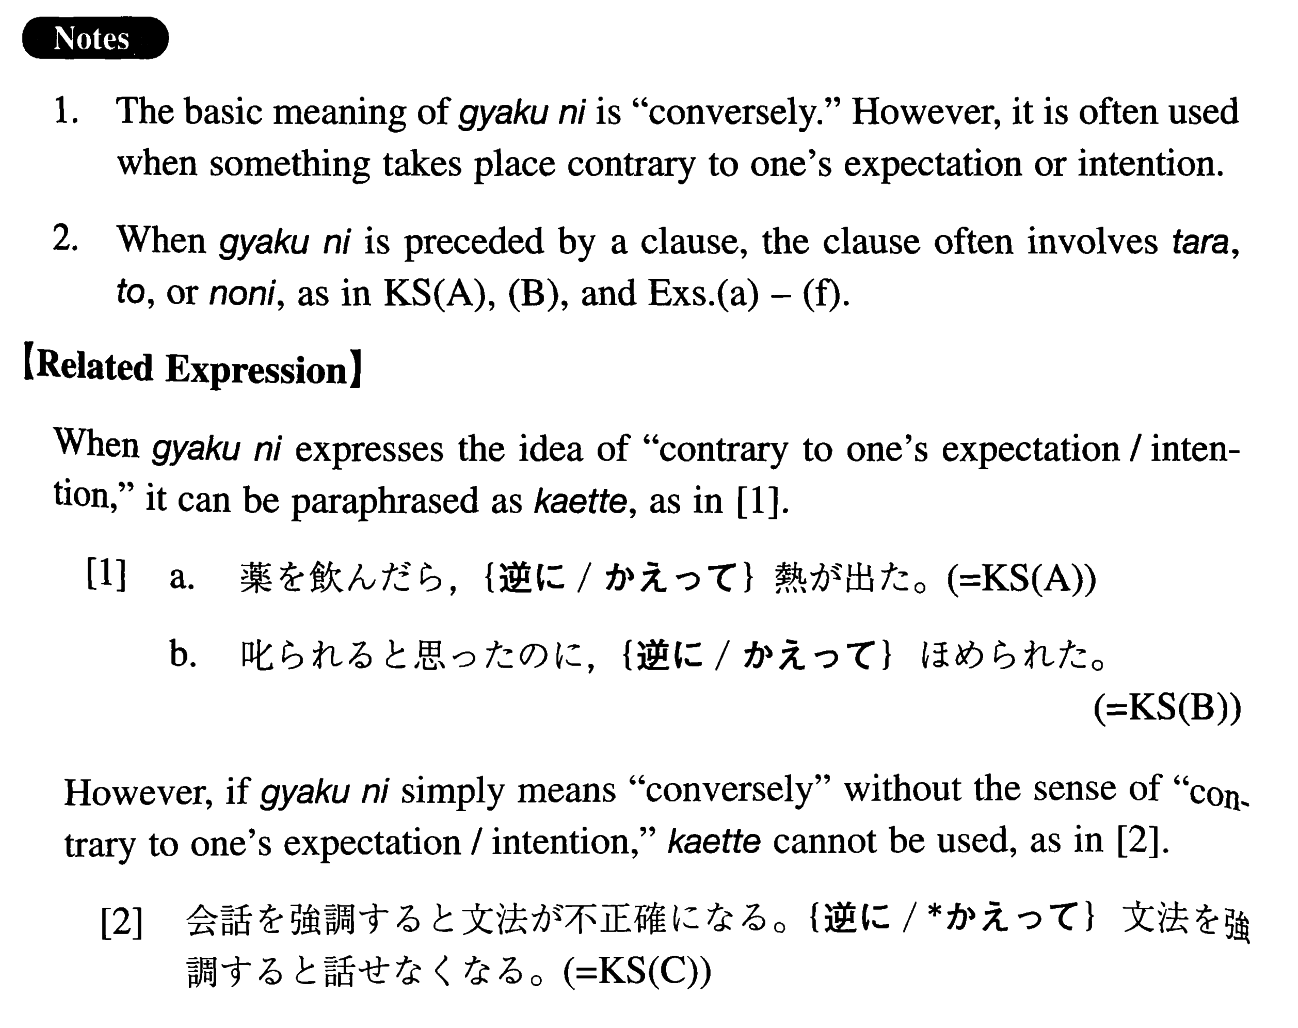 Notes
1. The basic meaning of gyaku ni is “conversely.” However, it is often used
when something takes place contrary to one’s expectation or intention.
2. When gyaku ni is preceded by a clause, the clause often involves tara,
to, or noni, as in KS(A), (B), and Exs.(a) – (f).
【Related Expression】
When gyaku ni expresses the idea of “contrary to one’s expectation / inten-
tion,” it can be paraphrased as kaette, as in [1].
[1] a. 薬を飲んだら，{逆に / かえって} 熱が出た。(=KS(A))
b. 叱られると思ったのに，{逆に / かえって} ほめられた。
(=KS(B))
However, if gyaku ni simply means “conversely” without the sense of “con-
trary to one’s expectation / intention,” kaette cannot be used, as in [2].
[2] 会話を強調すると文法が不正確になる。{逆に / *かえって} 文法を強
調すると話せなくなる。(=KS(C))